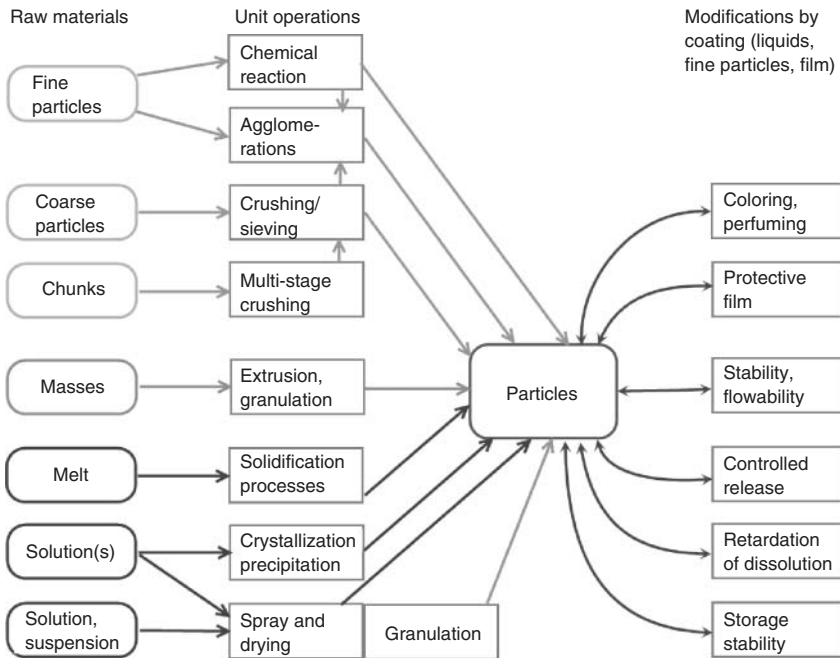 Raw materials
Unit operations
Modifications by
coating (liquids,
fine particles, film)
Fine
particles
Chemical
reaction
Agglome-
rations
Coarse
particles
Crushing/
sieving
Chunks
Multi-stage
crushing
Masses
Extrusion,
granulation
Melt
Solidification
processes
Solution(s)
Crystallization
precipitation
Solution,
suspension
Spray and
drying
Granulation
Particles
Coloring,
perfuming
Protective
film
Stability,
flowability
Controlled
release
Retardation
of dissolution
Storage
stability